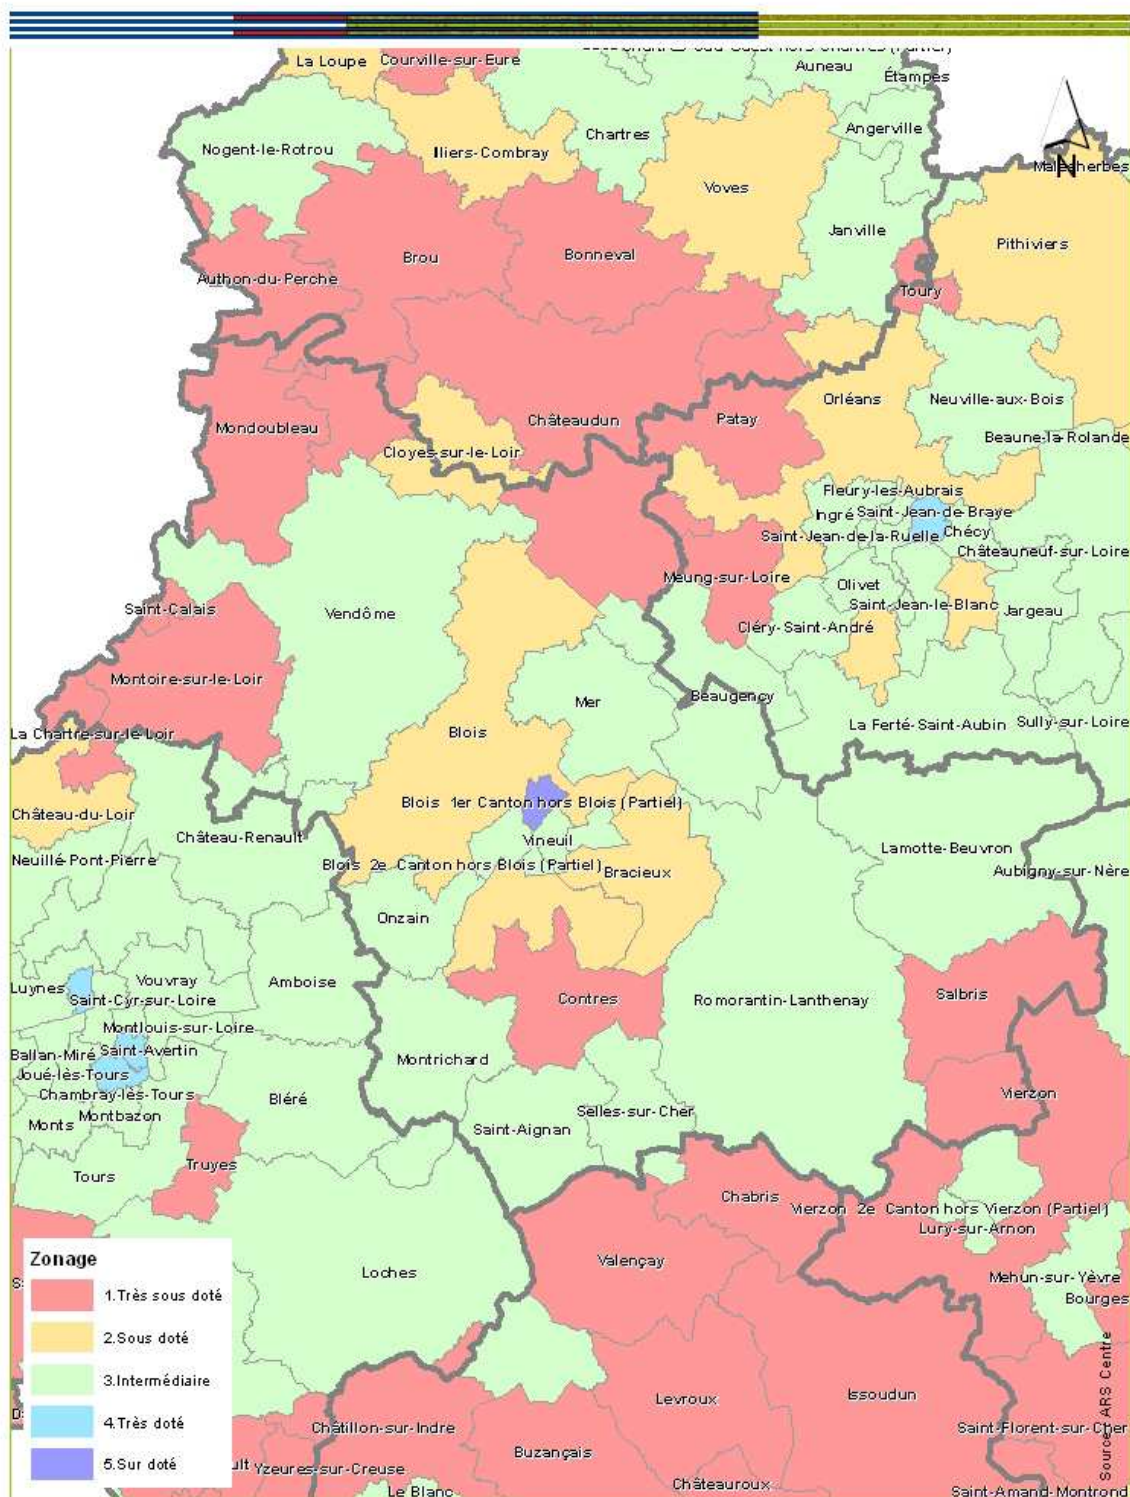 La Loupe
Courville-sur-Eure
Auneau
Étampes
Nogent-le-Rotrou
Illiers-Combray
Chartres
Angerville
Malesherbes
N
Voves
Janville
Pithiviers
Authon-du-Perche
Brou
Bonneval
Toury
Mondoubleau
Châteaudun
Patay
Orléans
Neuville-aux-Bois
Beaune-la-Rolande
Cloyes-sur-le-Loir
Fleury-les-Aubrais
Ingré
Saint-Jean-de-Braye
Saint-Jean-de-la-Ruelle
Chécy
Châteauneuf-sur-Loire
Meung-sur-Loire
Olivet
Saint-Jean-le-Blanc
Jargeau
Saint-Calais
Vendôme
Cléry-Saint-André
Montoire-sur-le-Loir
Mer
Beaugency
La Ferté-Saint-Aubin
Sully-sur-Loire
La Chartre-sur-le-Loir
Blois
Château-du-Loir
Blois 1er Canton hors Blois (Partiel)
Château-Renault
Vineuil
Lamotte-Beuvron
Neuillé-Pont-Pierre
Blois 2e Canton hors Blois (Partiel)
Bracieux
Aubigny-sur-Nère
Onzain
Luynes
Vouvray
Amboise
Saint-Cyr-sur-Loire
Contres
Romorantin-Lanthenay
Salbris
Montlouis-sur-Loire
Ballan-Miré
Saint-Avertin
Montrichard
Joué-lès-Tours
Chambray-lès-Tours
Bléré
Vierzon
Monts
Montbazon
Saint-Aignan
Selles-sur-Cher
Tours
Truyes
Chabris
Vierzon 2e Canton hors Vierzon (Partiel)
Lury-sur-Arnon
Valençay
Loches
Mehun-sur-Yèvre
Bourges
Zonage
1.Très sous doté
2.Sous doté
3.Intermédiaire
4.Très doté
5.Sur doté
Levroux
Issoudun
Châtillon-sur-Indre
Buzançais
Saint-Florent-sur-Cher
Yzeures-sur-Creuse
Châteauroux
Le Blanc
Saint-Amand-Montrond
Source: ARS Centre